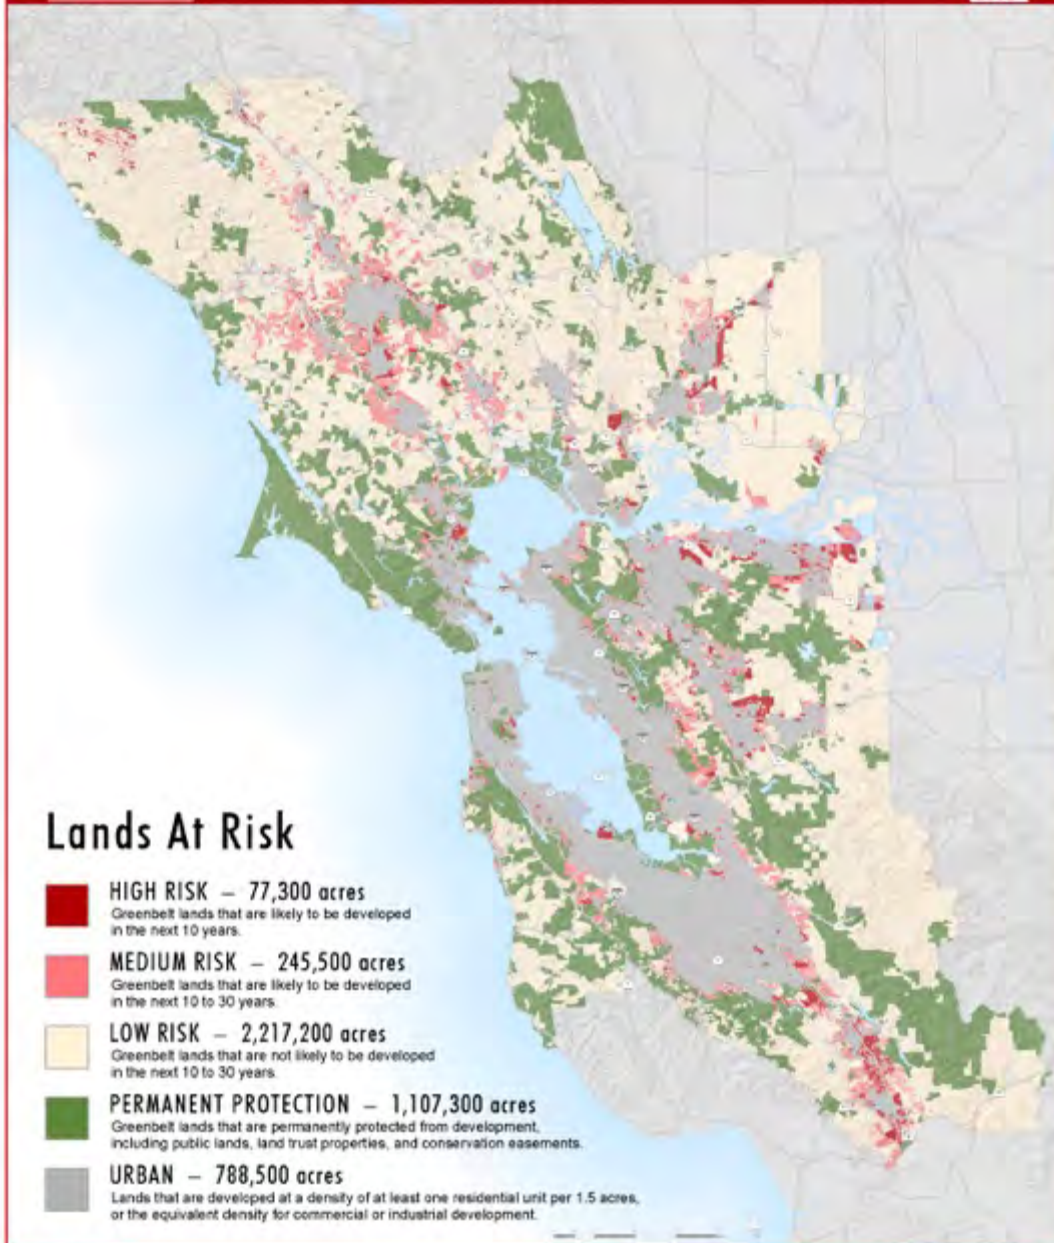 Lands At Risk
HIGH RISK – 77,300 acres
Greenbelt lands that are likely to be developed
in the next 10 years.
MEDIUM RISK – 245,500 acres
Greenbelt lands that are likely to be developed
in the next 10 to 30 years.
LOW RISK – 2,217,200 acres
Greenbelt lands that are not likely to be developed
in the next 10 to 30 years.
PERMANENT PROTECTION – 1,107,300 acres
Greenbelt lands that are permanently protected from development,
including public lands, land trust properties, and conservation easements.
URBAN – 788,500 acres
Lands that are developed at a density of at least one residential unit per 1.5 acres,
or the equivalent density for commercial or industrial development.